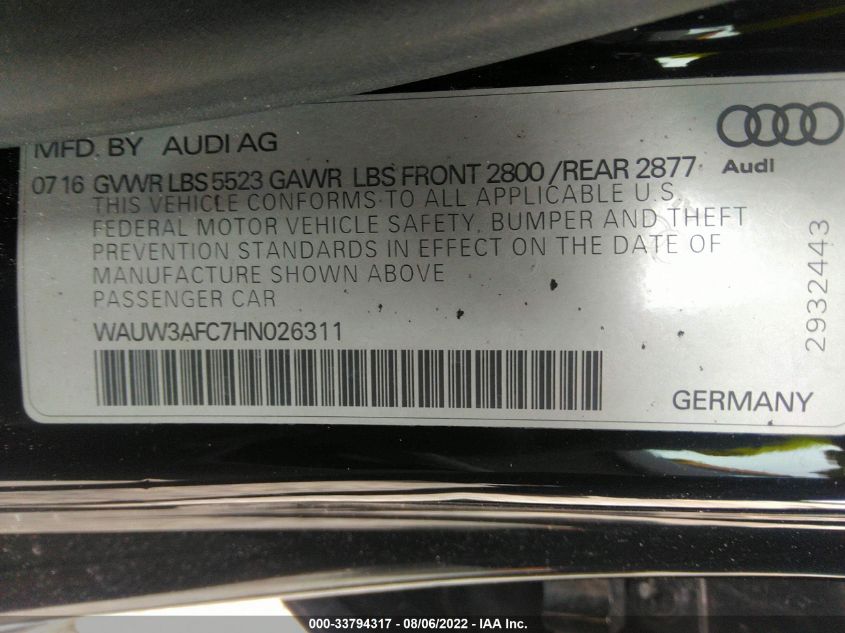 MFD. BY AUDI AG
Audi
07 16 GVWR LBS 5523 GAWR LBS FRONT 2800 /REAR 2877
THIS VEHICLE CONFORMS TO ALL APPLICABLE U.S.
FEDERAL MOTOR VEHICLE SAFETY, BUMPER AND THEFT
PREVENTION STANDARDS IN EFFECT ON THE DATE OF
MANUFACTURE SHOWN ABOVE
PASSENGER CAR
WAUW3AFC7HN026311
GERMANY
2932443
000-33794317 - 08/06/2022 - IAA Inc.